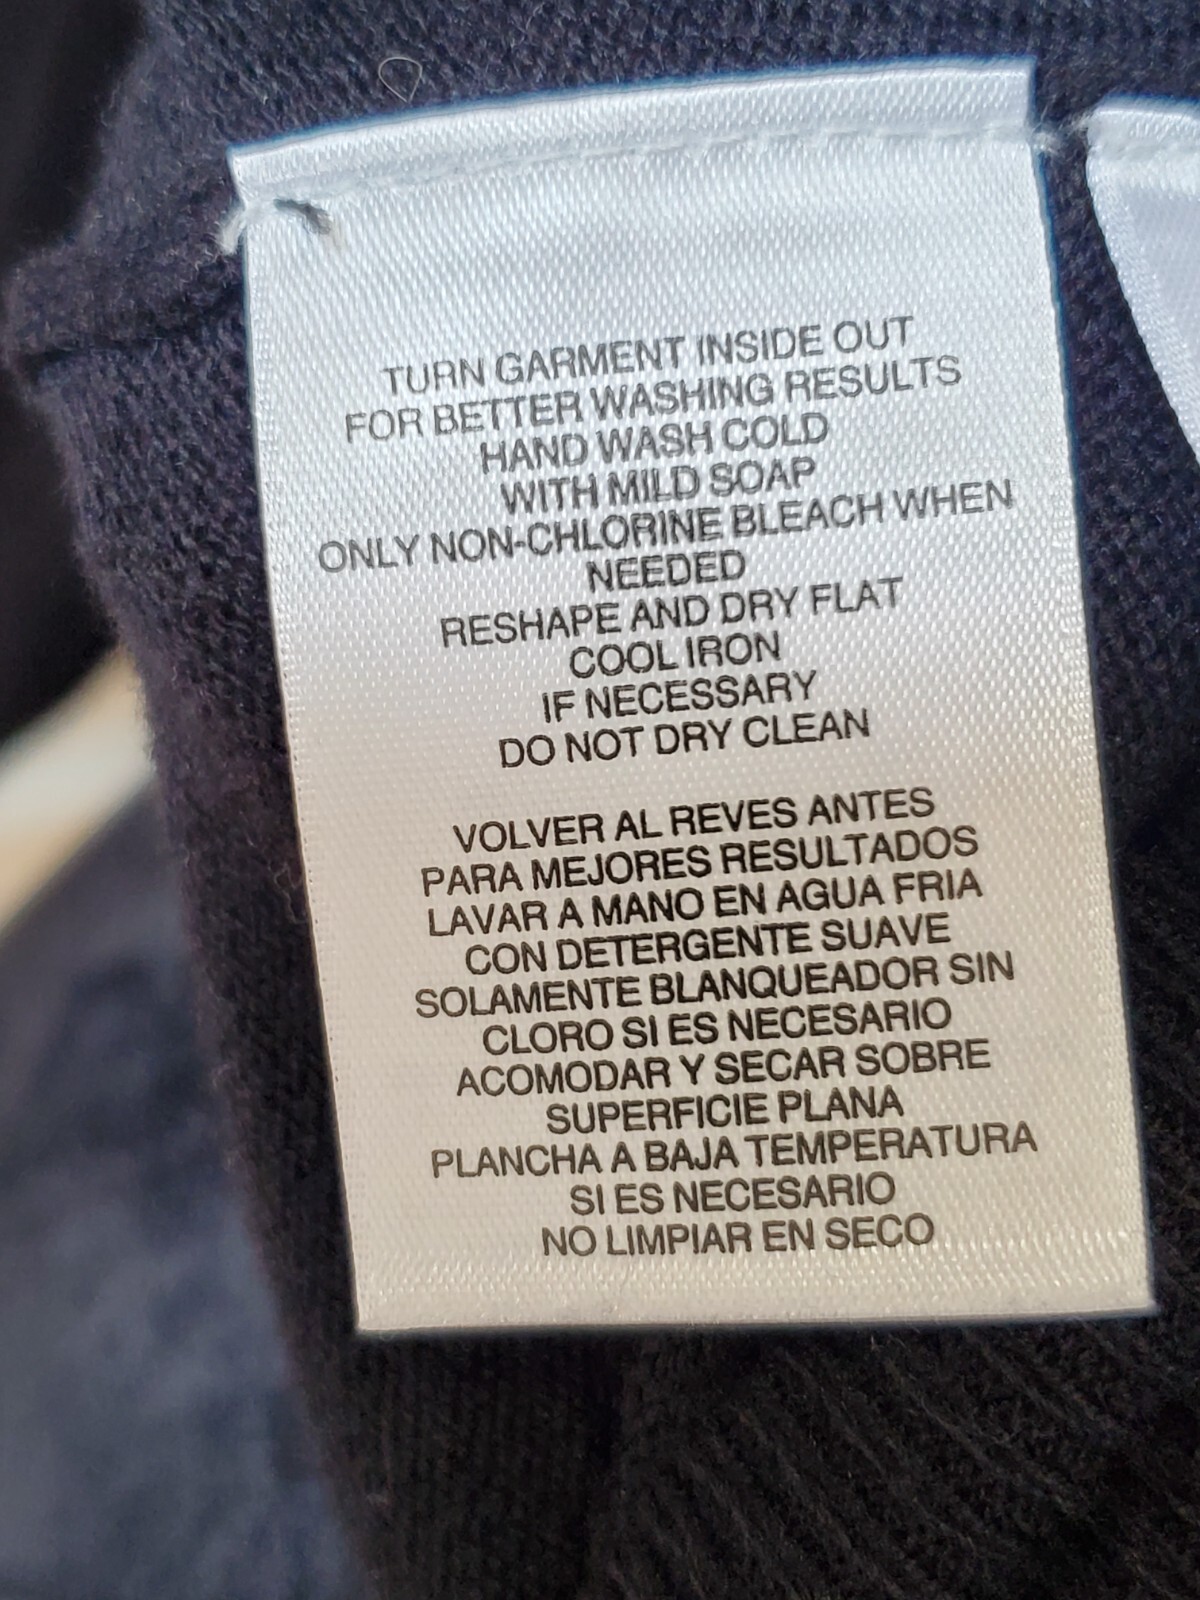 TURN GARMENT INSIDE OUT
FOR BETTER WASHING RESULTS
HAND WASH COLD
WITH MILD SOAP
ONLY NON-CHLORINE BLEACH WHEN
NEEDED
RESHAPE AND DRY FLAT
COOL IRON
IF NECESSARY
DO NOT DRY CLEAN
VOLVER AL REVES ANTES
PARA MEJORES RESULTADOS
LAVAR A MANO EN AGUA FRIA
CON DETERGENTE SUAVE
SOLAMENTE BLANQUEADOR SIN
CLORO SI ES NECESARIO
ACOMODAR Y SECAR SOBRE
SUPERFICIE PLANA
PLANCHA A BAJA TEMPERATURA
SI ES NECESARIO
NO LIMPIAR EN SECO